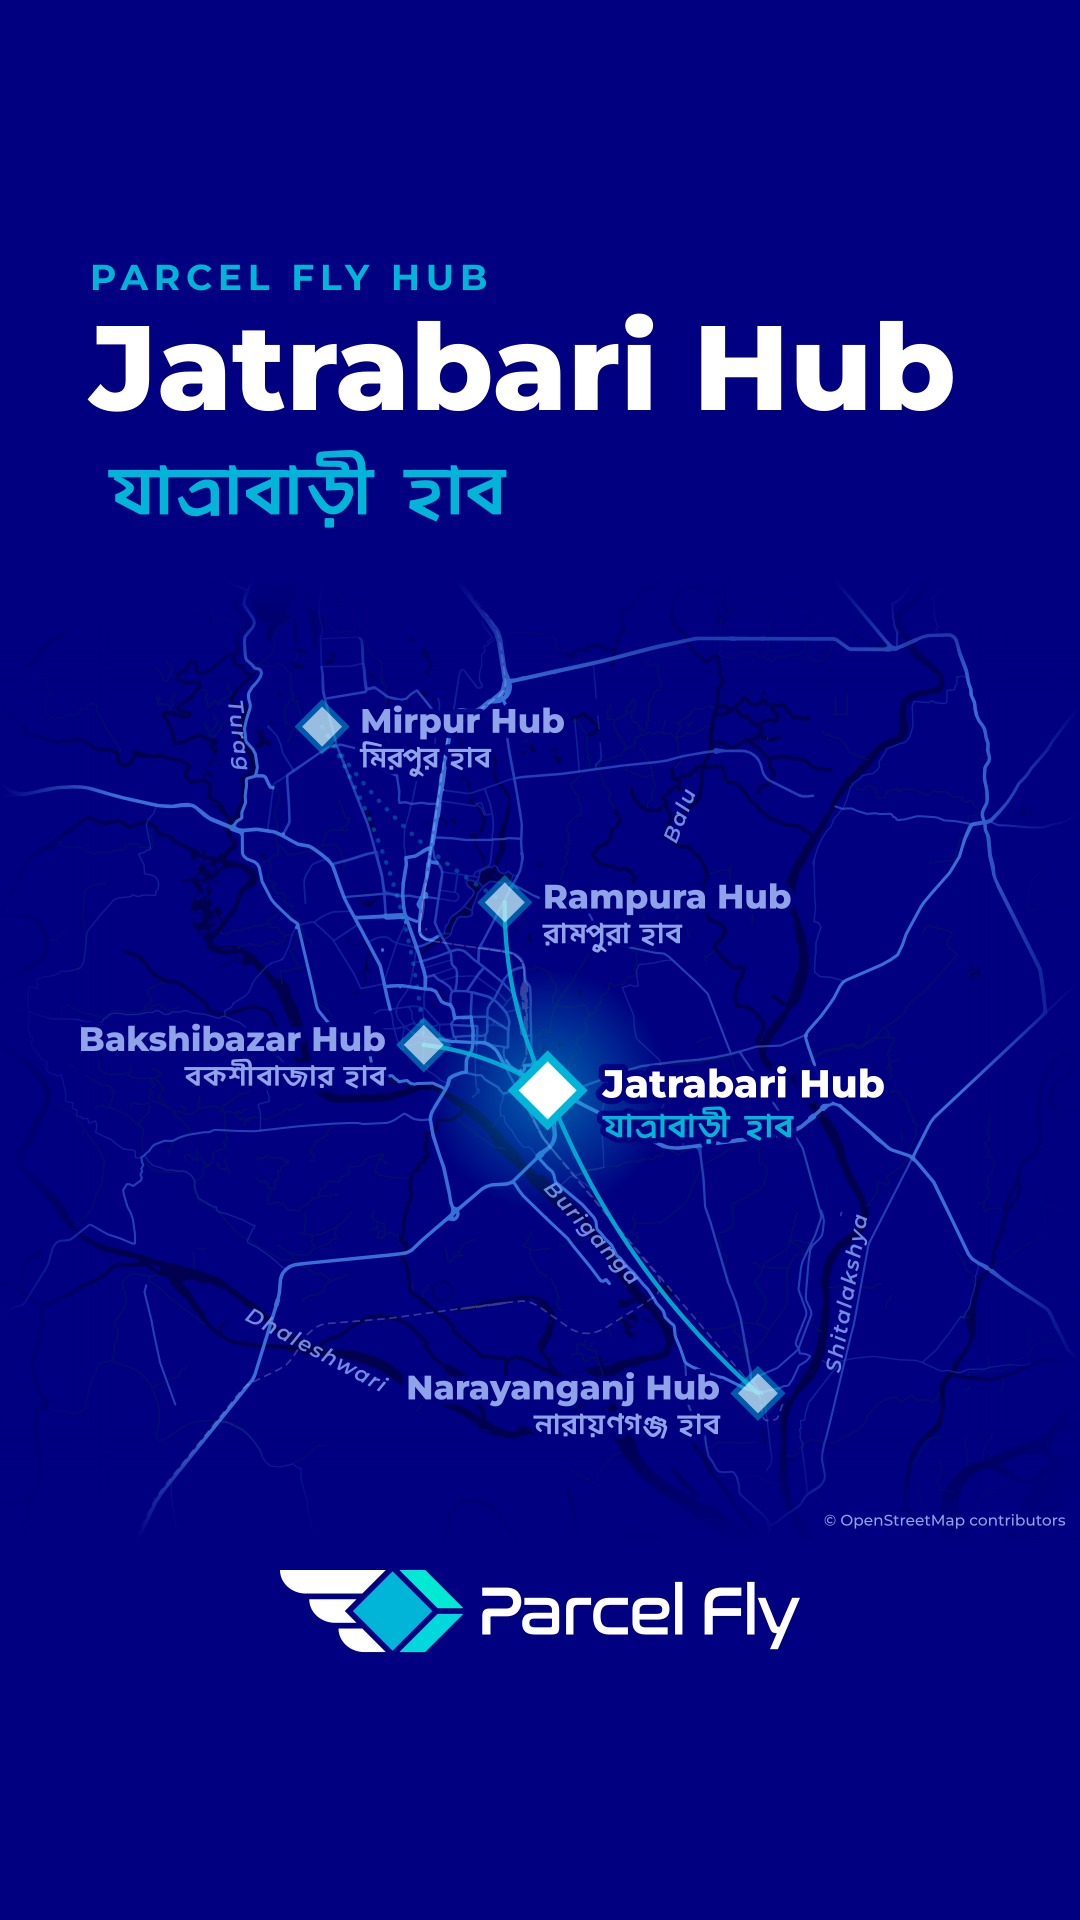 PARCEL FLY HUB
Jatrabari Hub
যাত্রাবাড়ী হাব
Turag
Mirpur Hub
মিরপুর হাব
Balu
Rampura Hub
রামপুরা হাব
Bakshibazar Hub
বকশীবাজার হাব
Jatrabari Hub
যাত্রাবাড়ী হাব
Buriganga
Shitalakshya
Dhaleshwari
Narayanganj Hub
নারায়ণগঞ্জ হাব
© OpenStreetMap contributors
Parcel Fly